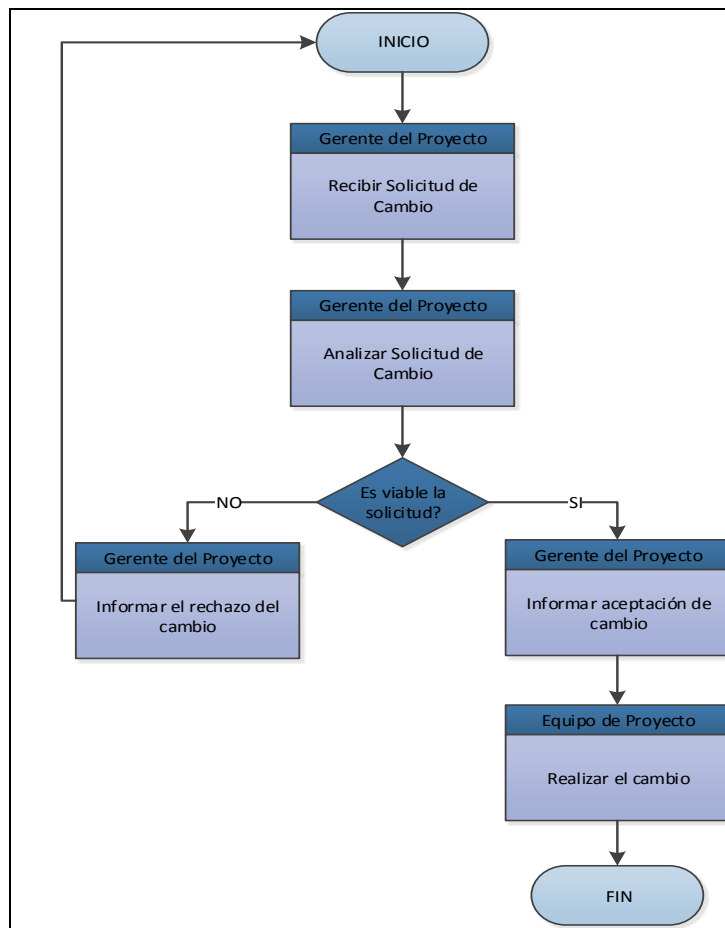 INICIO
Gerente del Proyecto
Recibir Solicitud de
Cambio
Gerente del Proyecto
Analizar Solicitud de
Cambio
Es viable la
solicitud?
NO
SI
Gerente del Proyecto
Informar el rechazo del
cambio
Gerente del Proyecto
Informar aceptación de
cambio
Equipo de Proyecto
Realizar el cambio
FIN